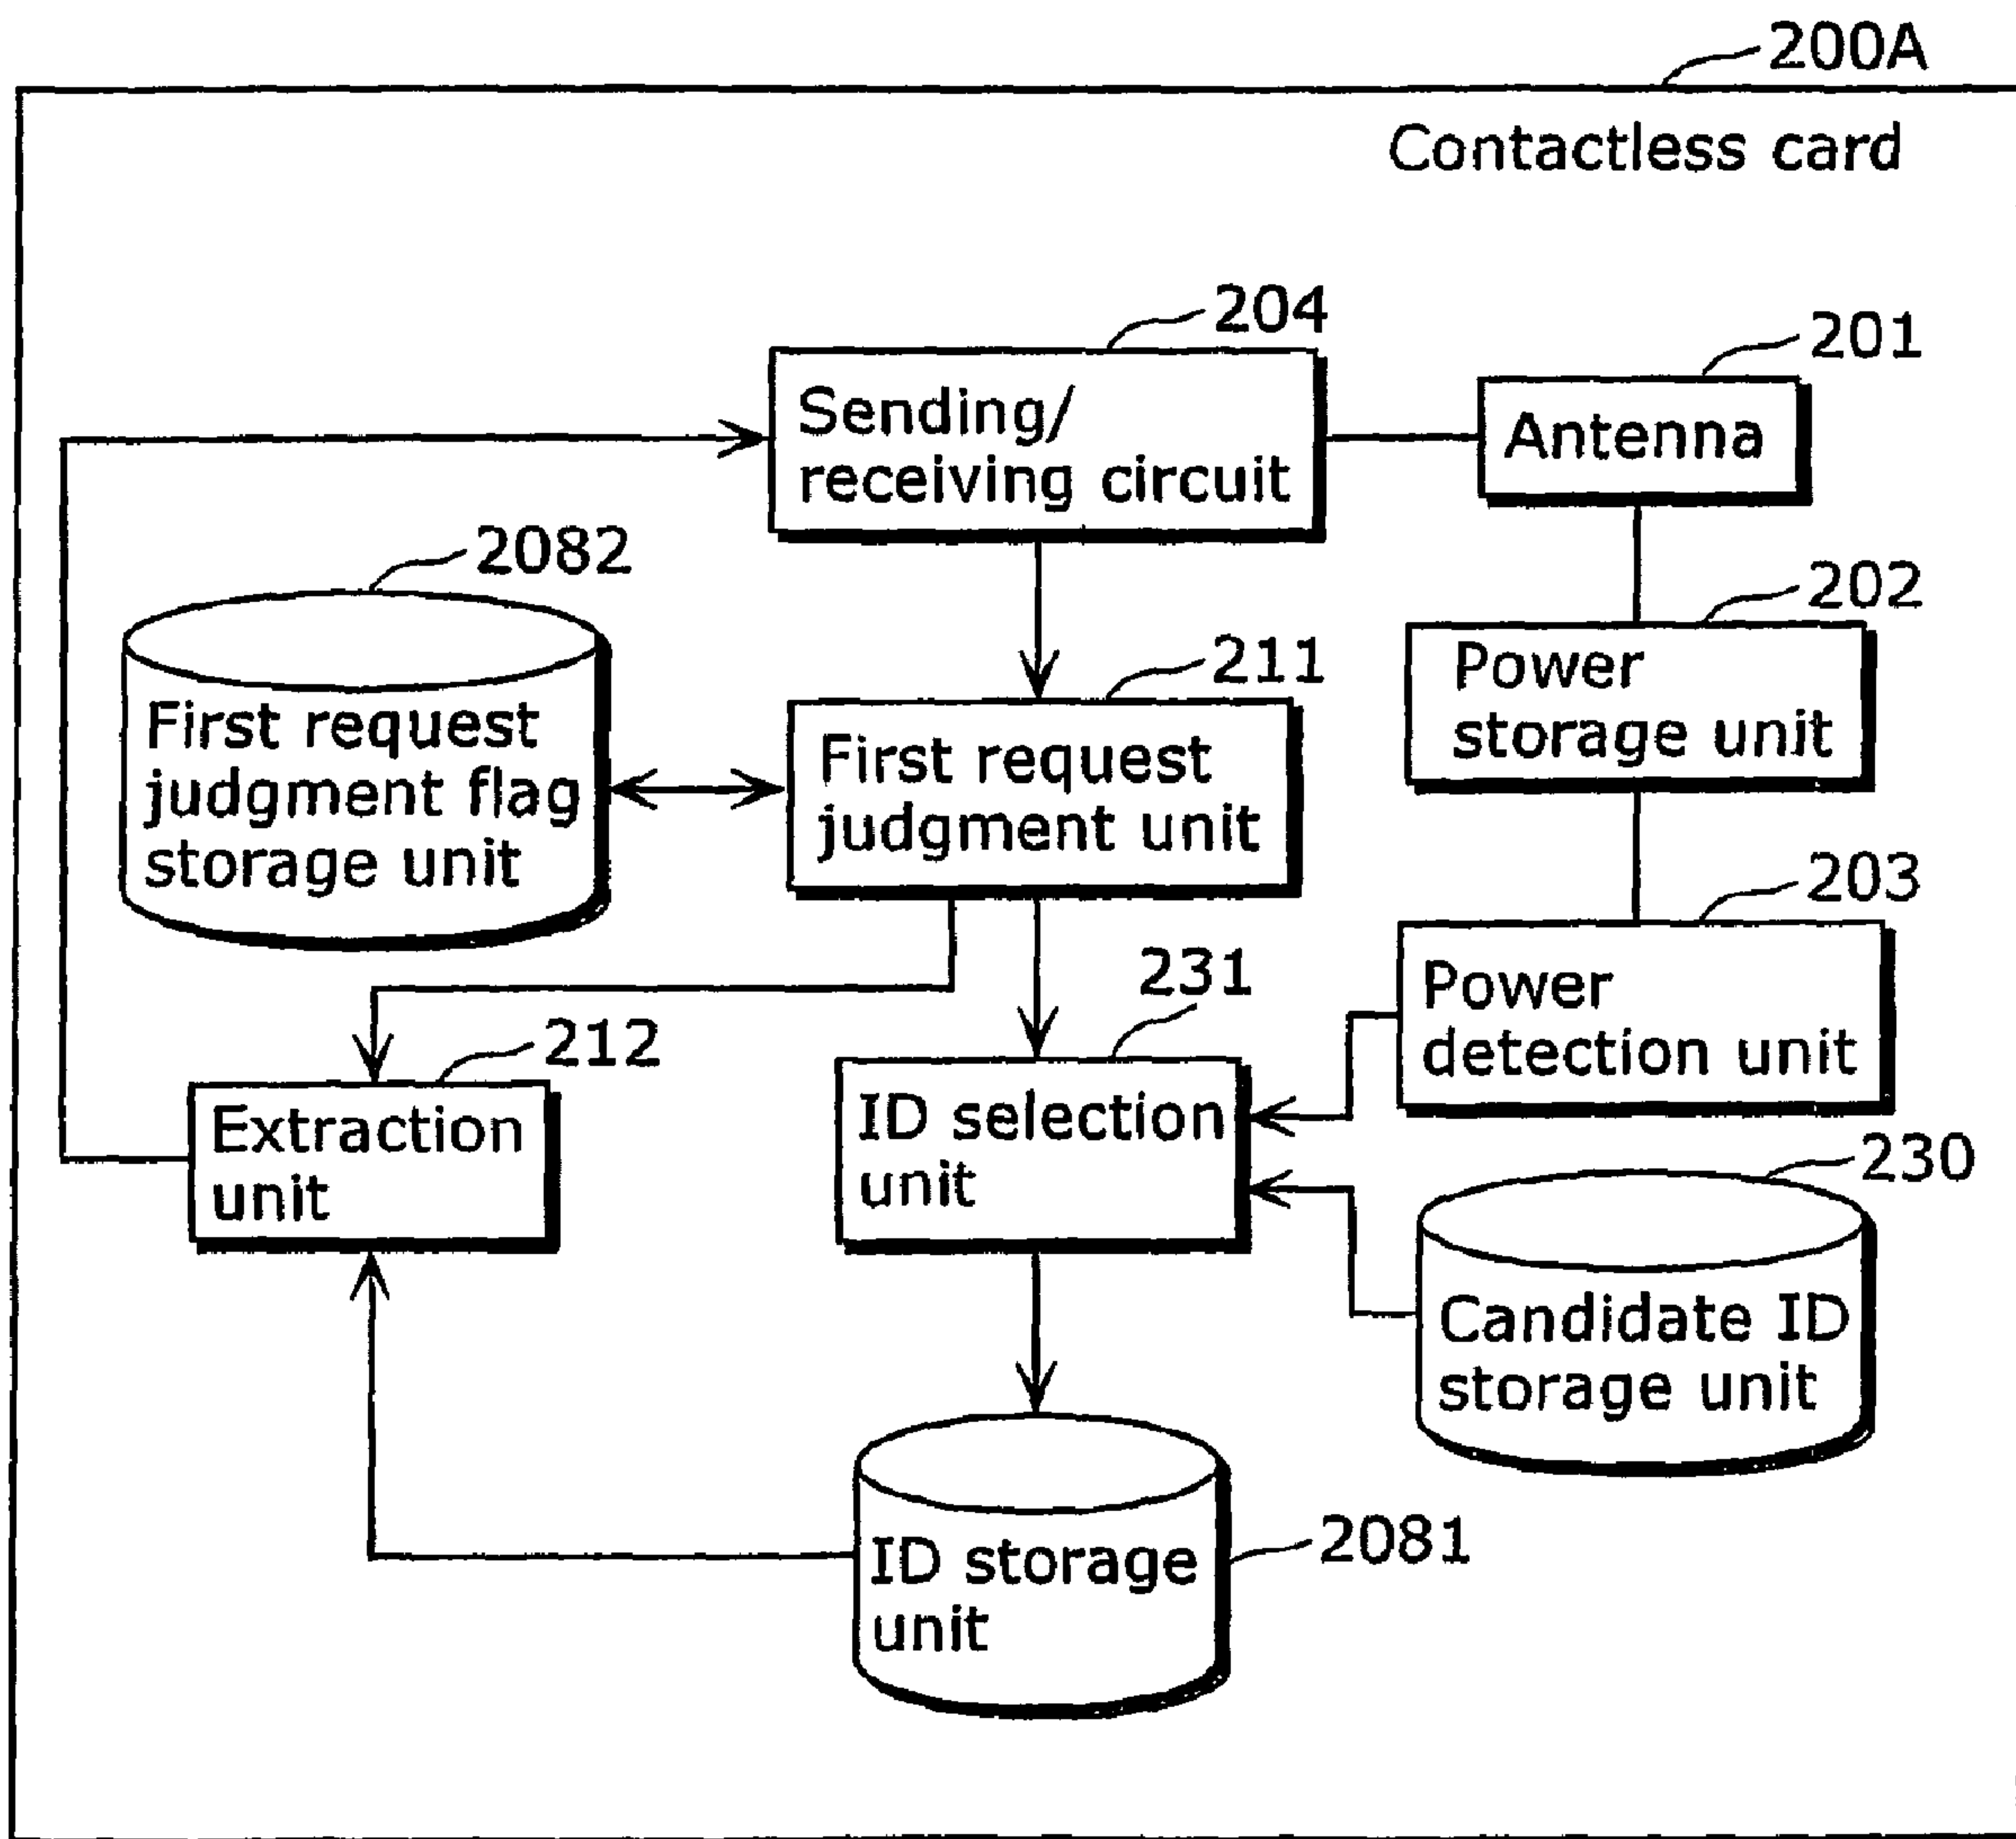 200A
Contactless card
204
201
Sending/
receiving circuit
Antenna
2082
202
211
Power
storage unit
First request
judgment flag
storage unit
First request
judgment unit
203
231
Power
detection unit
212
Extraction
unit
ID selection
unit
230
Candidate ID
storage unit
ID storage
unit
2081